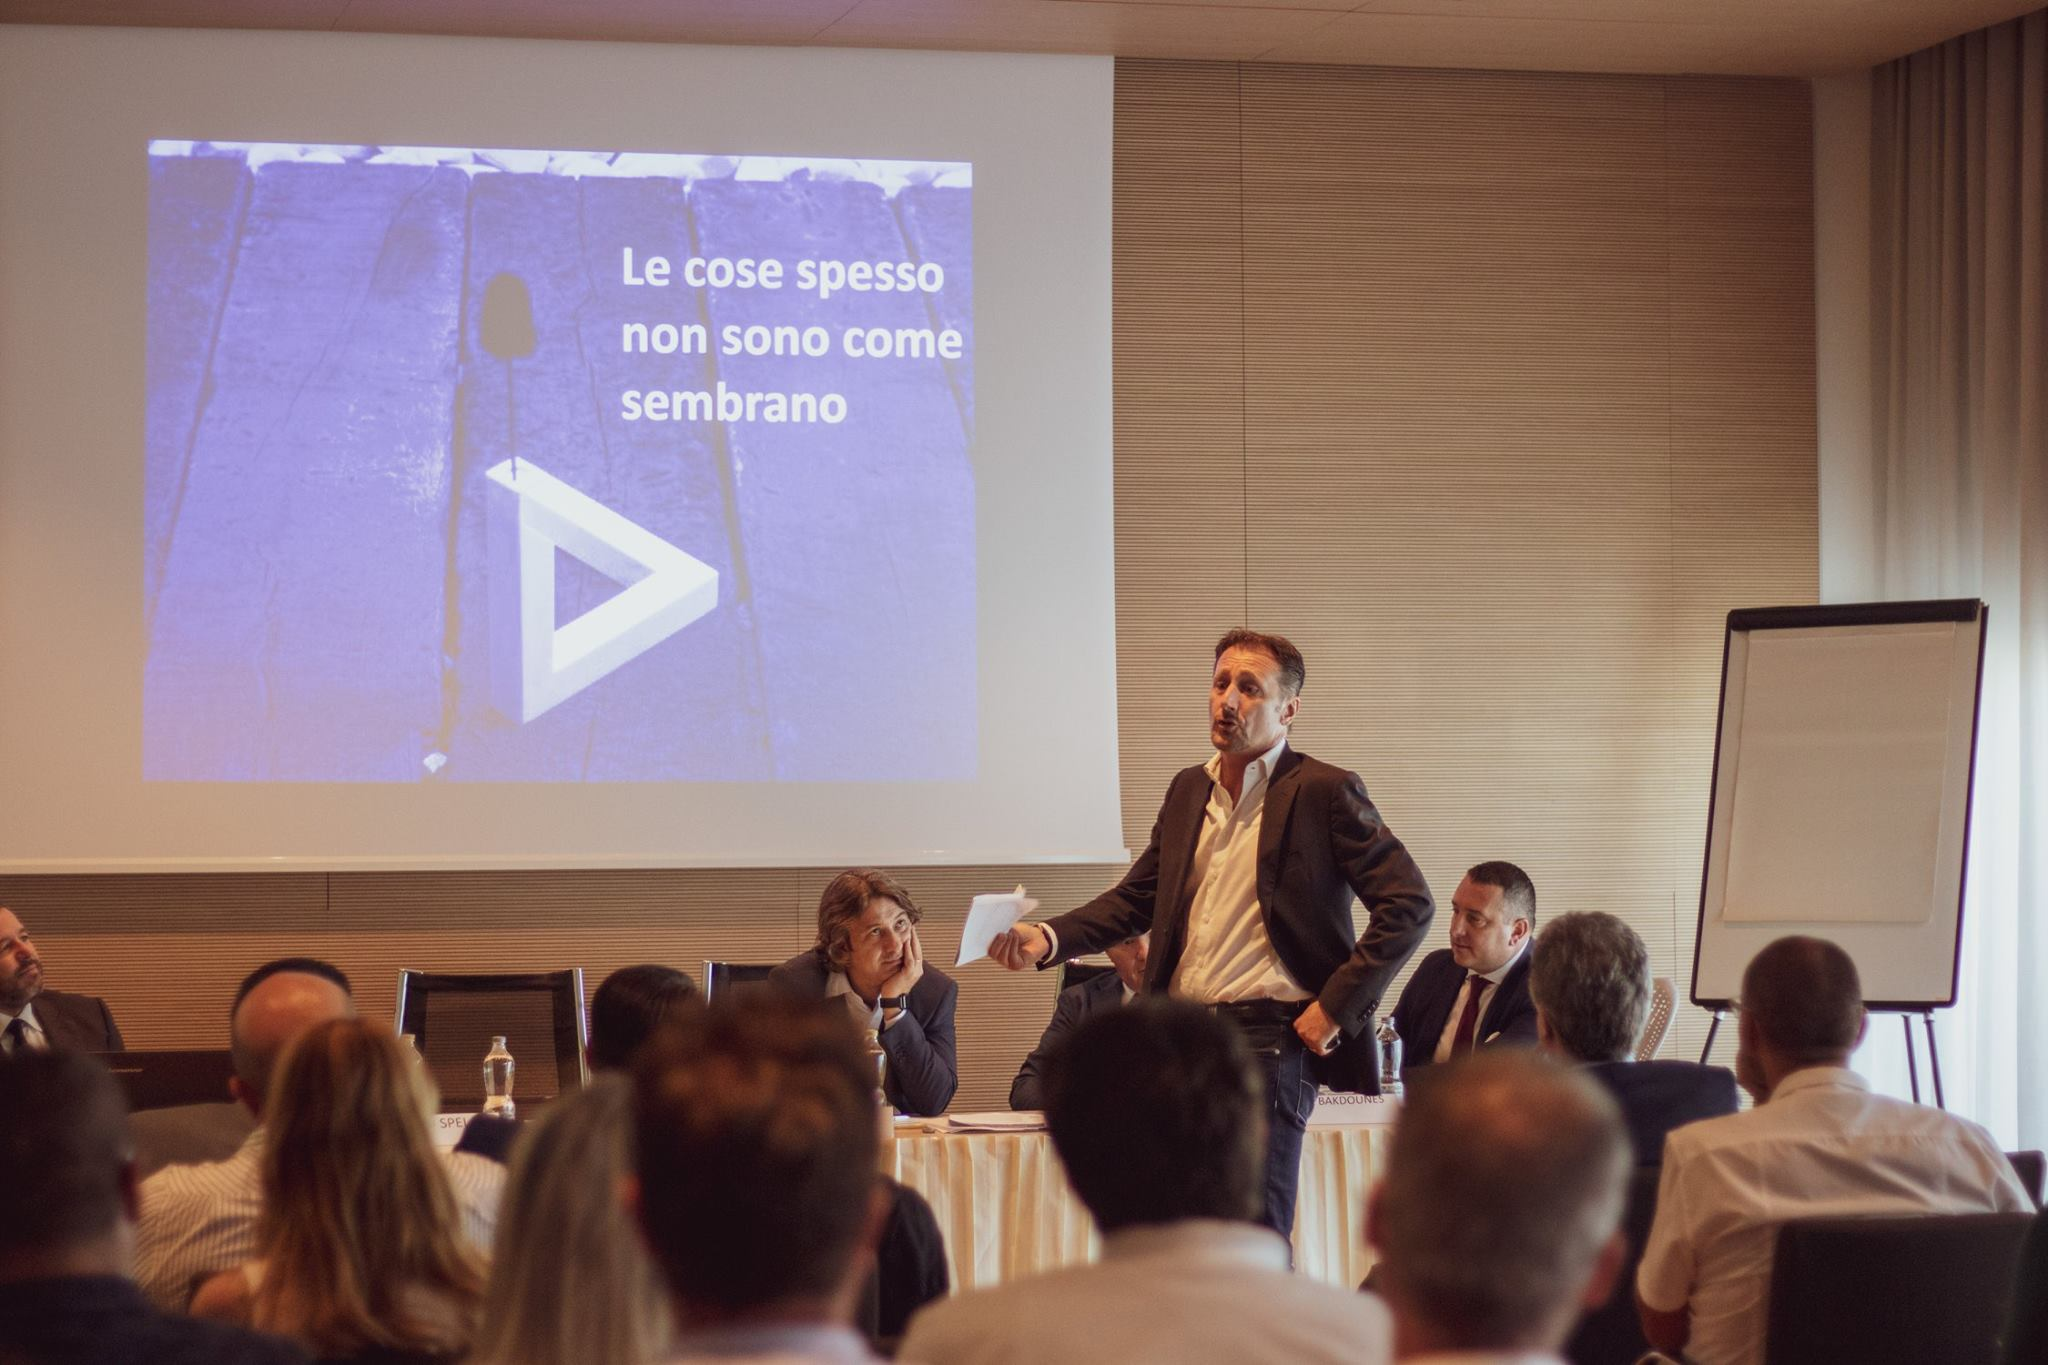 Le cose spesso
non sono come
sembrano
BAKDOUNES